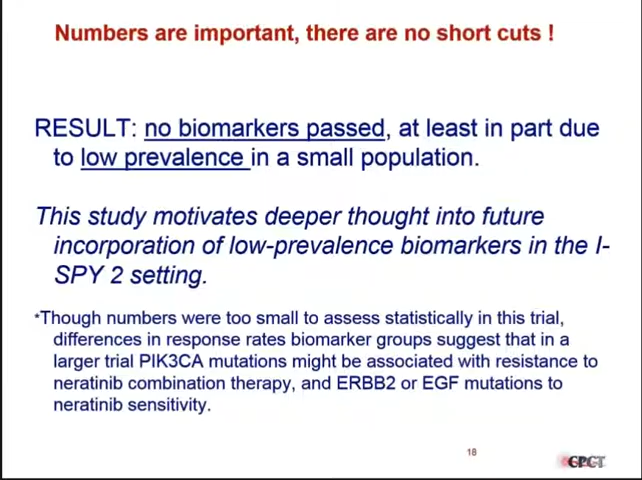 Numbers are important, there are no short cuts !
RESULT: no biomarkers passed, at least in part due
to low prevalence in a small population.
This study motivates deeper thought into future
incorporation of low-prevalence biomarkers in the I-
SPY 2 setting.
*Though numbers were too small to assess statistically in this trial,
differences in response rates biomarker groups suggest that in a
larger trial PIK3CA mutations might be associated with resistance to
neratinib combination therapy, and ERBB2 or EGF mutations to
neratinib sensitivity.
18
CPCT